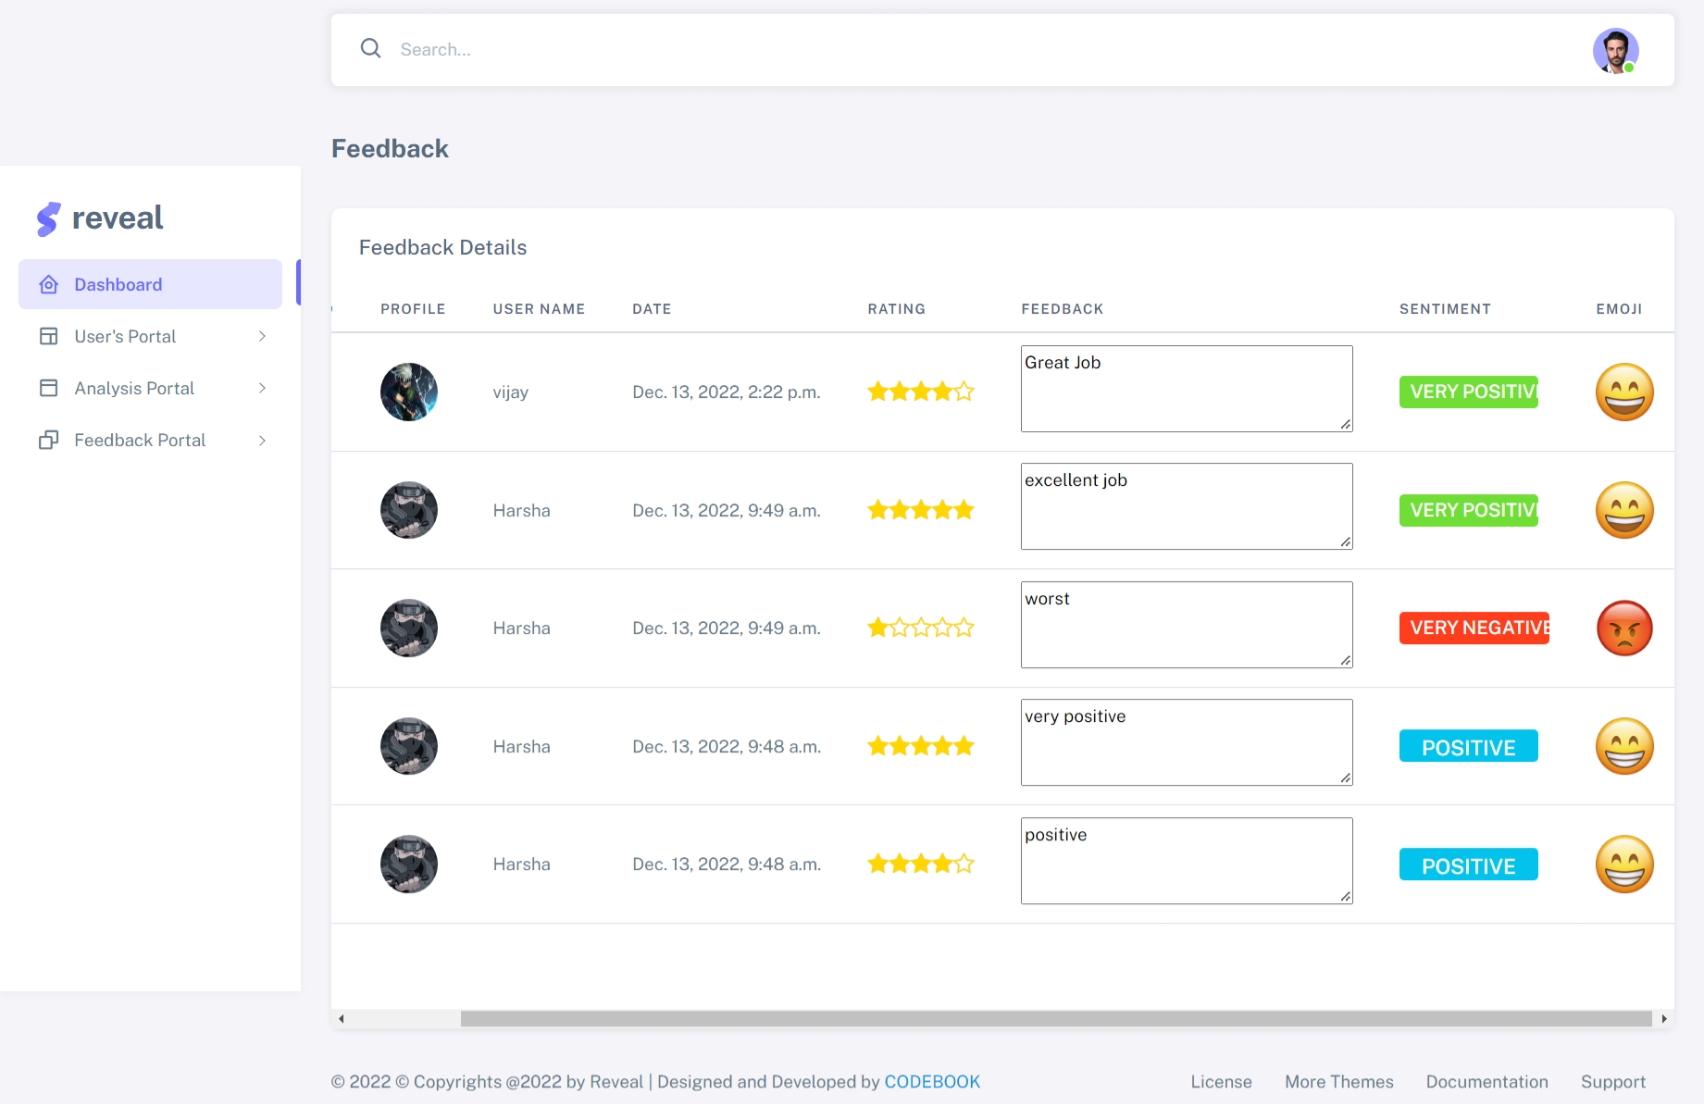 Search...
Feedback
reveal
Dashboard
User's Portal
Analysis Portal
Feedback Portal
Feedback Details
PROFILE USER NAME DATE RATING FEEDBACK SENTIMENT EMOJI
vijay Dec. 13, 2022, 2:22 p.m. Great Job VERY POSITIV
Harsha Dec. 13, 2022, 9:49 a.m. excellent job VERY POSITIV
Harsha Dec. 13, 2022, 9:49 a.m. worst VERY NEGATIVE
Harsha Dec. 13, 2022, 9:48 a.m. very positive POSITIVE
Harsha Dec. 13, 2022, 9:48 a.m. positive POSITIVE
© 2022 © Copyrights @2022 by Reveal | Designed and Developed by CODEBOOK License More Themes Documentation Support